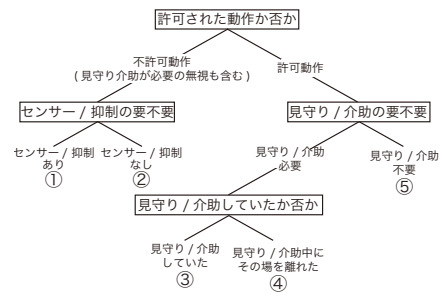 許可された動作か否か
不許可動作
(見守り介助が必要の無視も含む)
許可動作
センサー / 抑制の要不要
見守り / 介助の要不要
センサー / 抑制
あり
①
センサー / 抑制
なし
②
見守り / 介助
必要
見守り / 介助
不要
⑤
見守り / 介助していたか否か
見守り / 介助
していた
③
見守り / 介助中に
その場を離れた
④